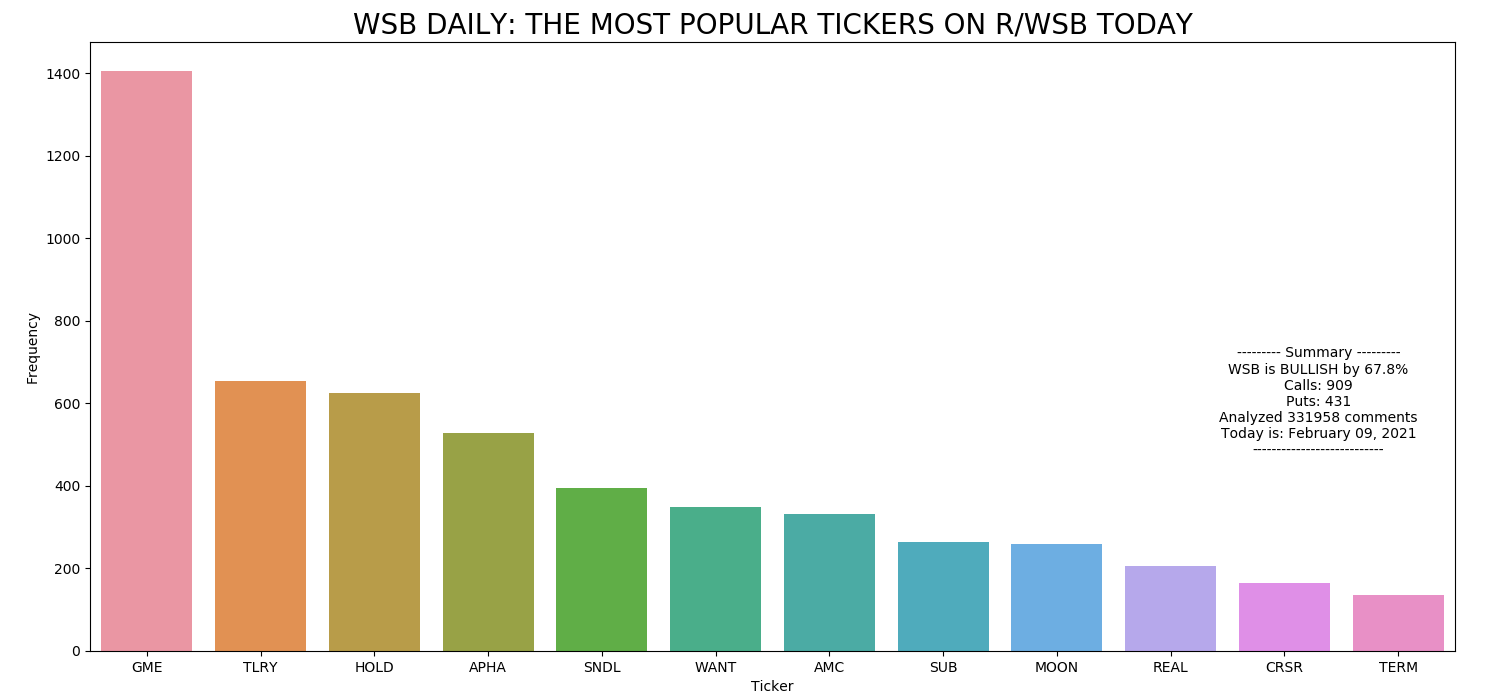 WSB DAILY: THE MOST POPULAR TICKERS ON R/WSB TODAY
Frequency
1400
1200
1000
800
600
400
200
0
--------- Summary ---------
WSB is BULLISH by 67.8%
Calls: 909
Puts: 431
Analyzed 331958 comments
Today is: February 09, 2021
---------------------------
GME TLRY HOLD APHA SNDL WANT AMC SUB MOON REAL CRSR TERM
Ticker